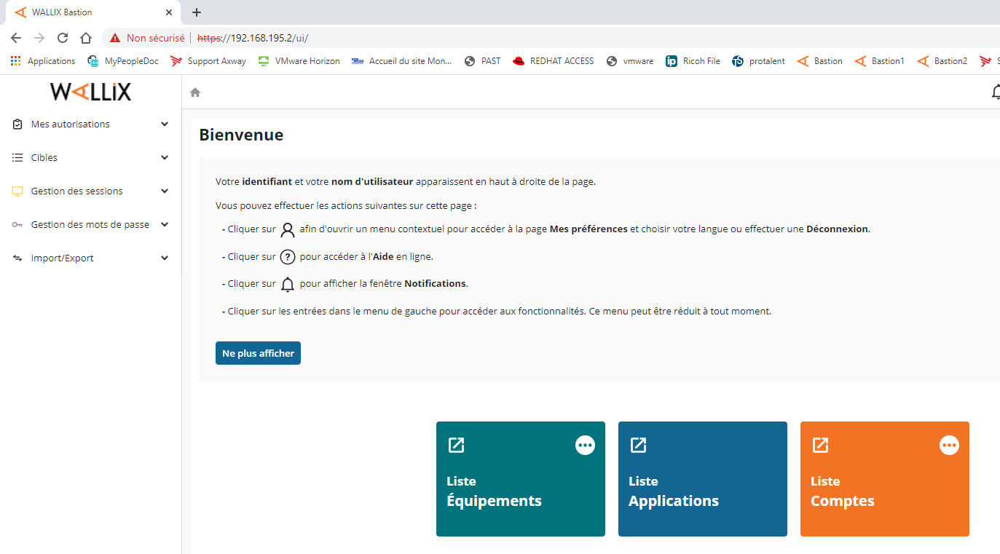 WALLIX Bastion
Non sécurisé https://192.168.195.2/ui/
Applications MyPeopleDoc Support Axway VMware Horizon Accueil du site Mon... PAST REDHAT ACCESS vmware Ricoh File protalent Bastion Bastion1 Bastion2 S
WALLIX
Mes autorisations
Cibles
Gestion des sessions
Gestion des mots de passe
Import/Export
Bienvenue
Votre identifiant et votre nom d'utilisateur apparaissent en haut à droite de la page.
Vous pouvez effectuer les actions suivantes sur cette page :
- Cliquer sur afin d'ouvrir un menu contextuel pour accéder à la page Mes préférences et choisir votre langue ou effectuer une Déconnexion.
- Cliquer sur ? pour accéder à l'Aide en ligne.
- Cliquer sur pour afficher la fenêtre Notifications.
- Cliquer sur les entrées dans le menu de gauche pour accéder aux fonctionnalités. Ce menu peut être réduit à tout moment.
Ne plus afficher
Liste
Équipements
Liste
Applications
Liste
Comptes